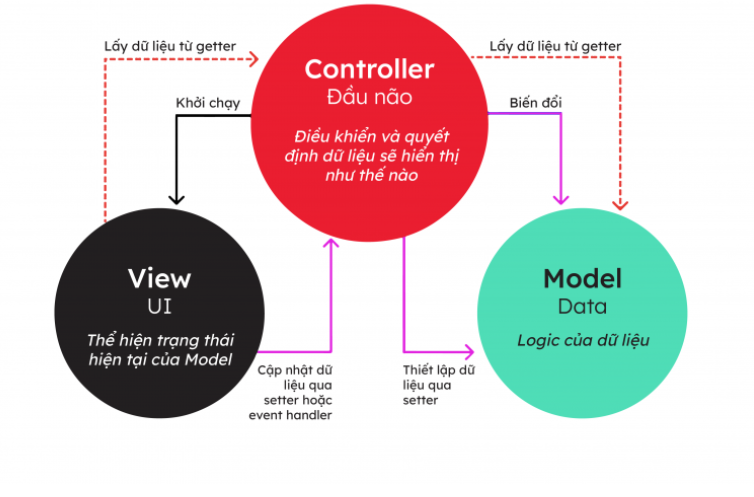 Lấy dữ liệu từ getter
Lấy dữ liệu từ getter
Controller
Đầu não
Khởi chạy
Biến đổi
Điều khiển và quyết
định dữ liệu sẽ hiển thị
như thế nào
View
UI
Thể hiện trạng thái
hiện tại của Model
Model
Data
Logic của dữ liệu
Cập nhật dữ
liệu qua
setter hoặc
event handler
Thiết lập dữ
liệu qua
setter